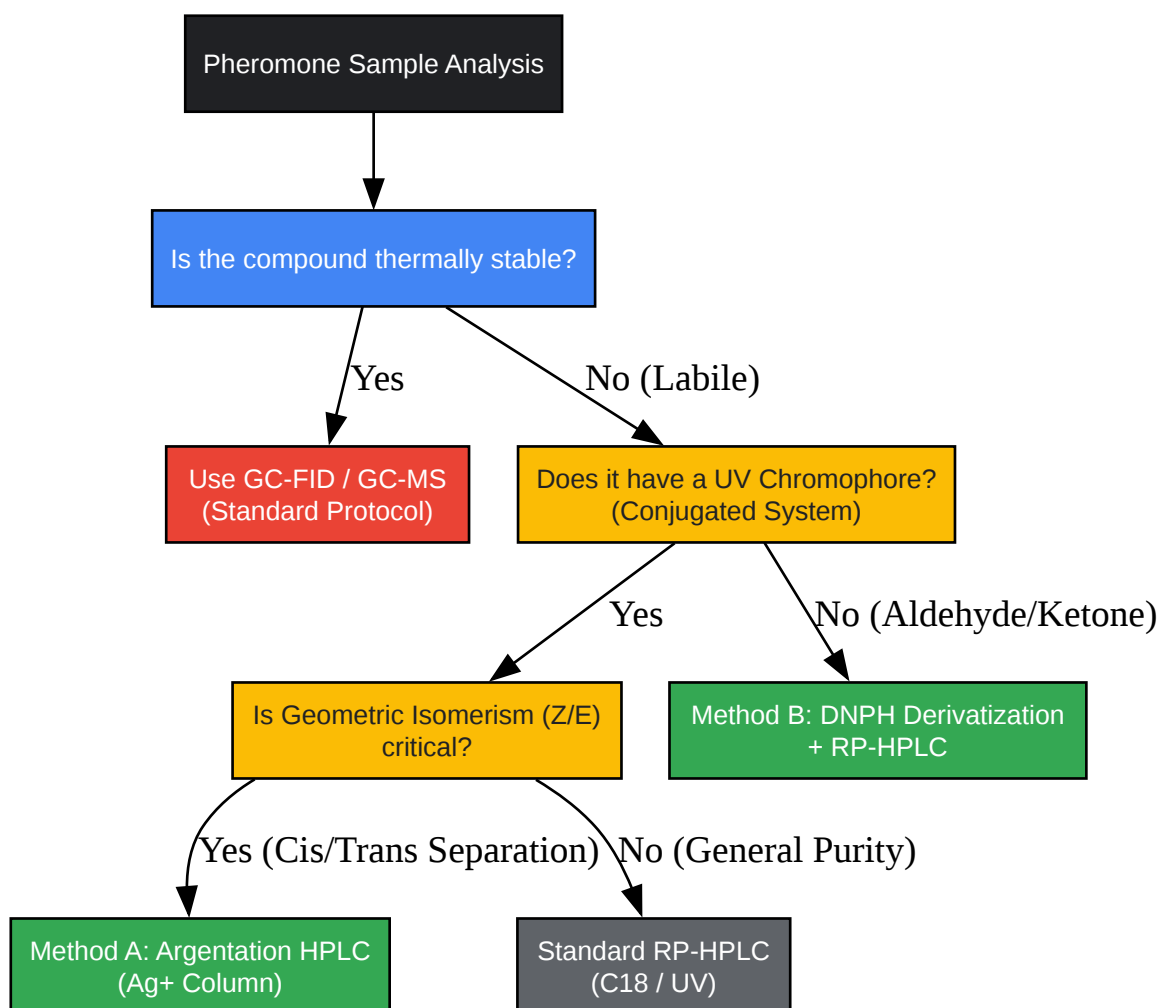 Pheromone Sample Analysis
Is the compound thermally stable?
Yes
No (Labile)
Use GC-FID / GC-MS
(Standard Protocol)
Does it have a UV Chromophore?
(Conjugated System)
Yes
No (Aldehyde/Ketone)
Is Geometric Isomerism (Z/E)
critical?
Method B: DNPH Derivatization
+ RP-HPLC
Yes (Cis/Trans Separation)
No (General Purity)
Method A: Argentation HPLC
(Ag+ Column)
Standard RP-HPLC
(C18 / UV)